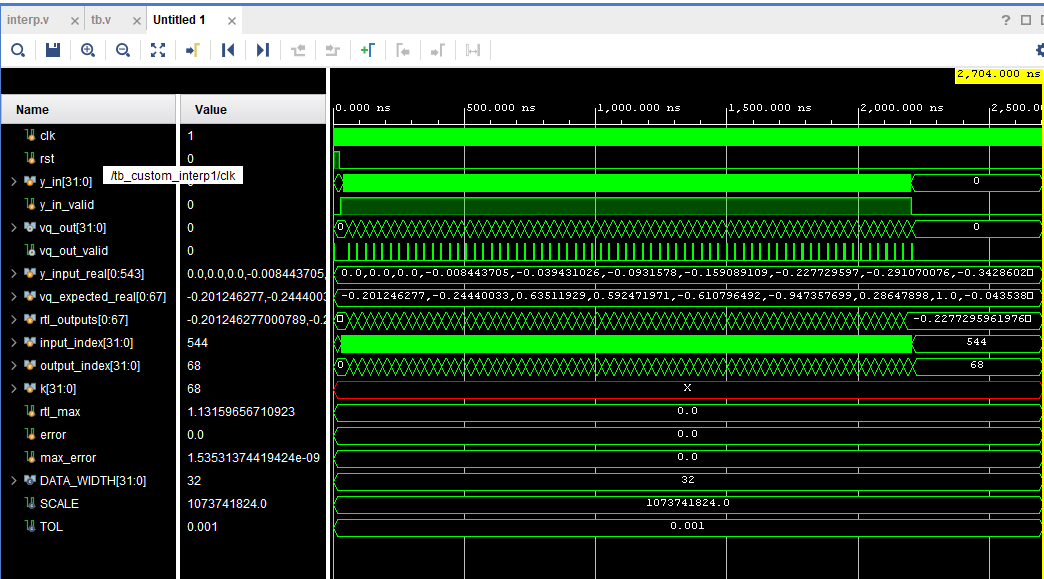 interp.v × tb.v × Untitled 1 ×
?
2,704.000 ns
Name Value
0.000 ns 500.000 ns 1,000.000 ns 1,500.000 ns 2,000.000 ns 2,500.0
clk 1
rst 0
/tb_custom_interp1/clk
y_in[31:0] 0
y_in_valid 0
vq_out[31:0] 0 0 0
vq_out_valid 0
y_input_real[0:543] 0.0,0.0,0.0,-0.008443705, 0.0,0.0,0.0,0.0,-0.008443705,-0.039431026,-0.0931578,-0.159089109,-0.227729597,-0.291070076,-0.3428602
vq_expected_real[0:67] -0.201246277,-0.2444003 -0.201246277,-0.24440033,0.63511929,0.592471971,-0.610796492,-0.947357699,0.28647898,1.0,-0.043538
rtl_outputs[0:67] -0.201246277000789,-0.2 -0.2277295961976
input_index[31:0] 544 544
output_index[31:0] 68 0 68
k[31:0] 68 X
rtl_max 1.13159656710923 0.0
error 0.0 0.0
max_error 1.53531374419424e-09 0.0
DATA_WIDTH[31:0] 32 32
SCALE 1073741824.0 1073741824.0
TOL 0.001 0.001